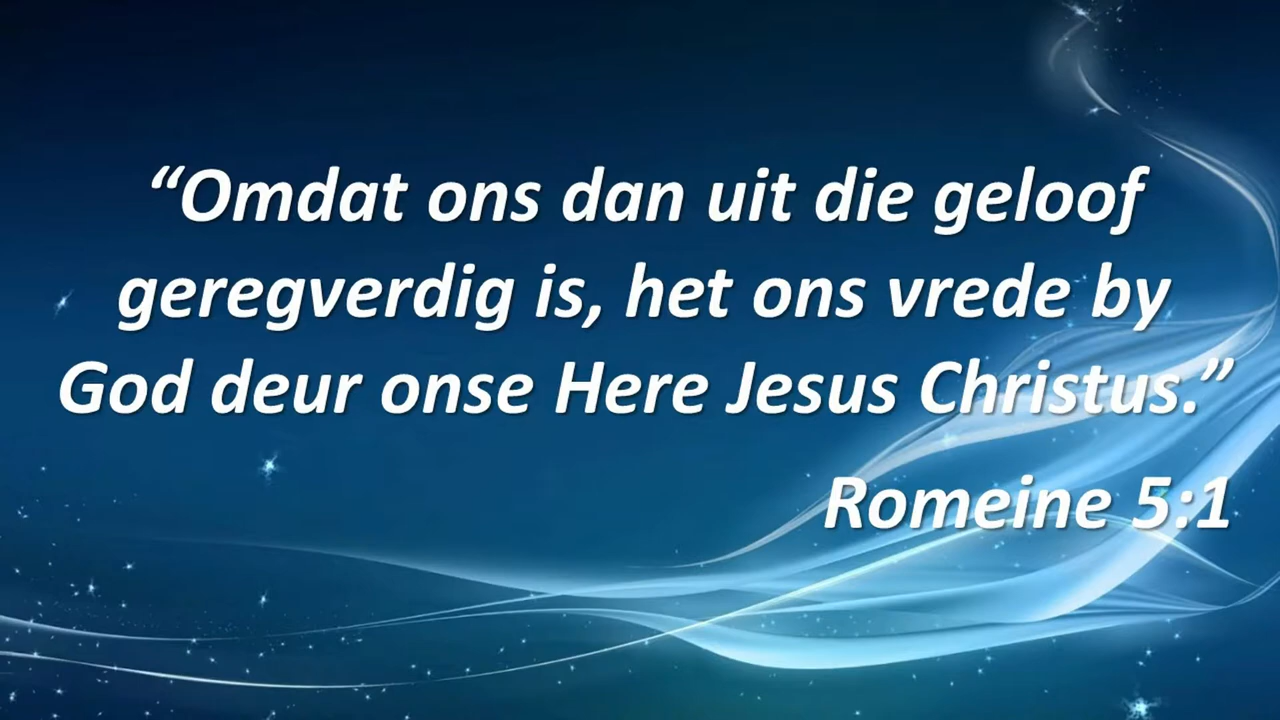 “Omdat ons dan uit die geloof
geregverdig is, het ons vrede by
God deur onse Here Jesus Christus.”
Romeine 5:1